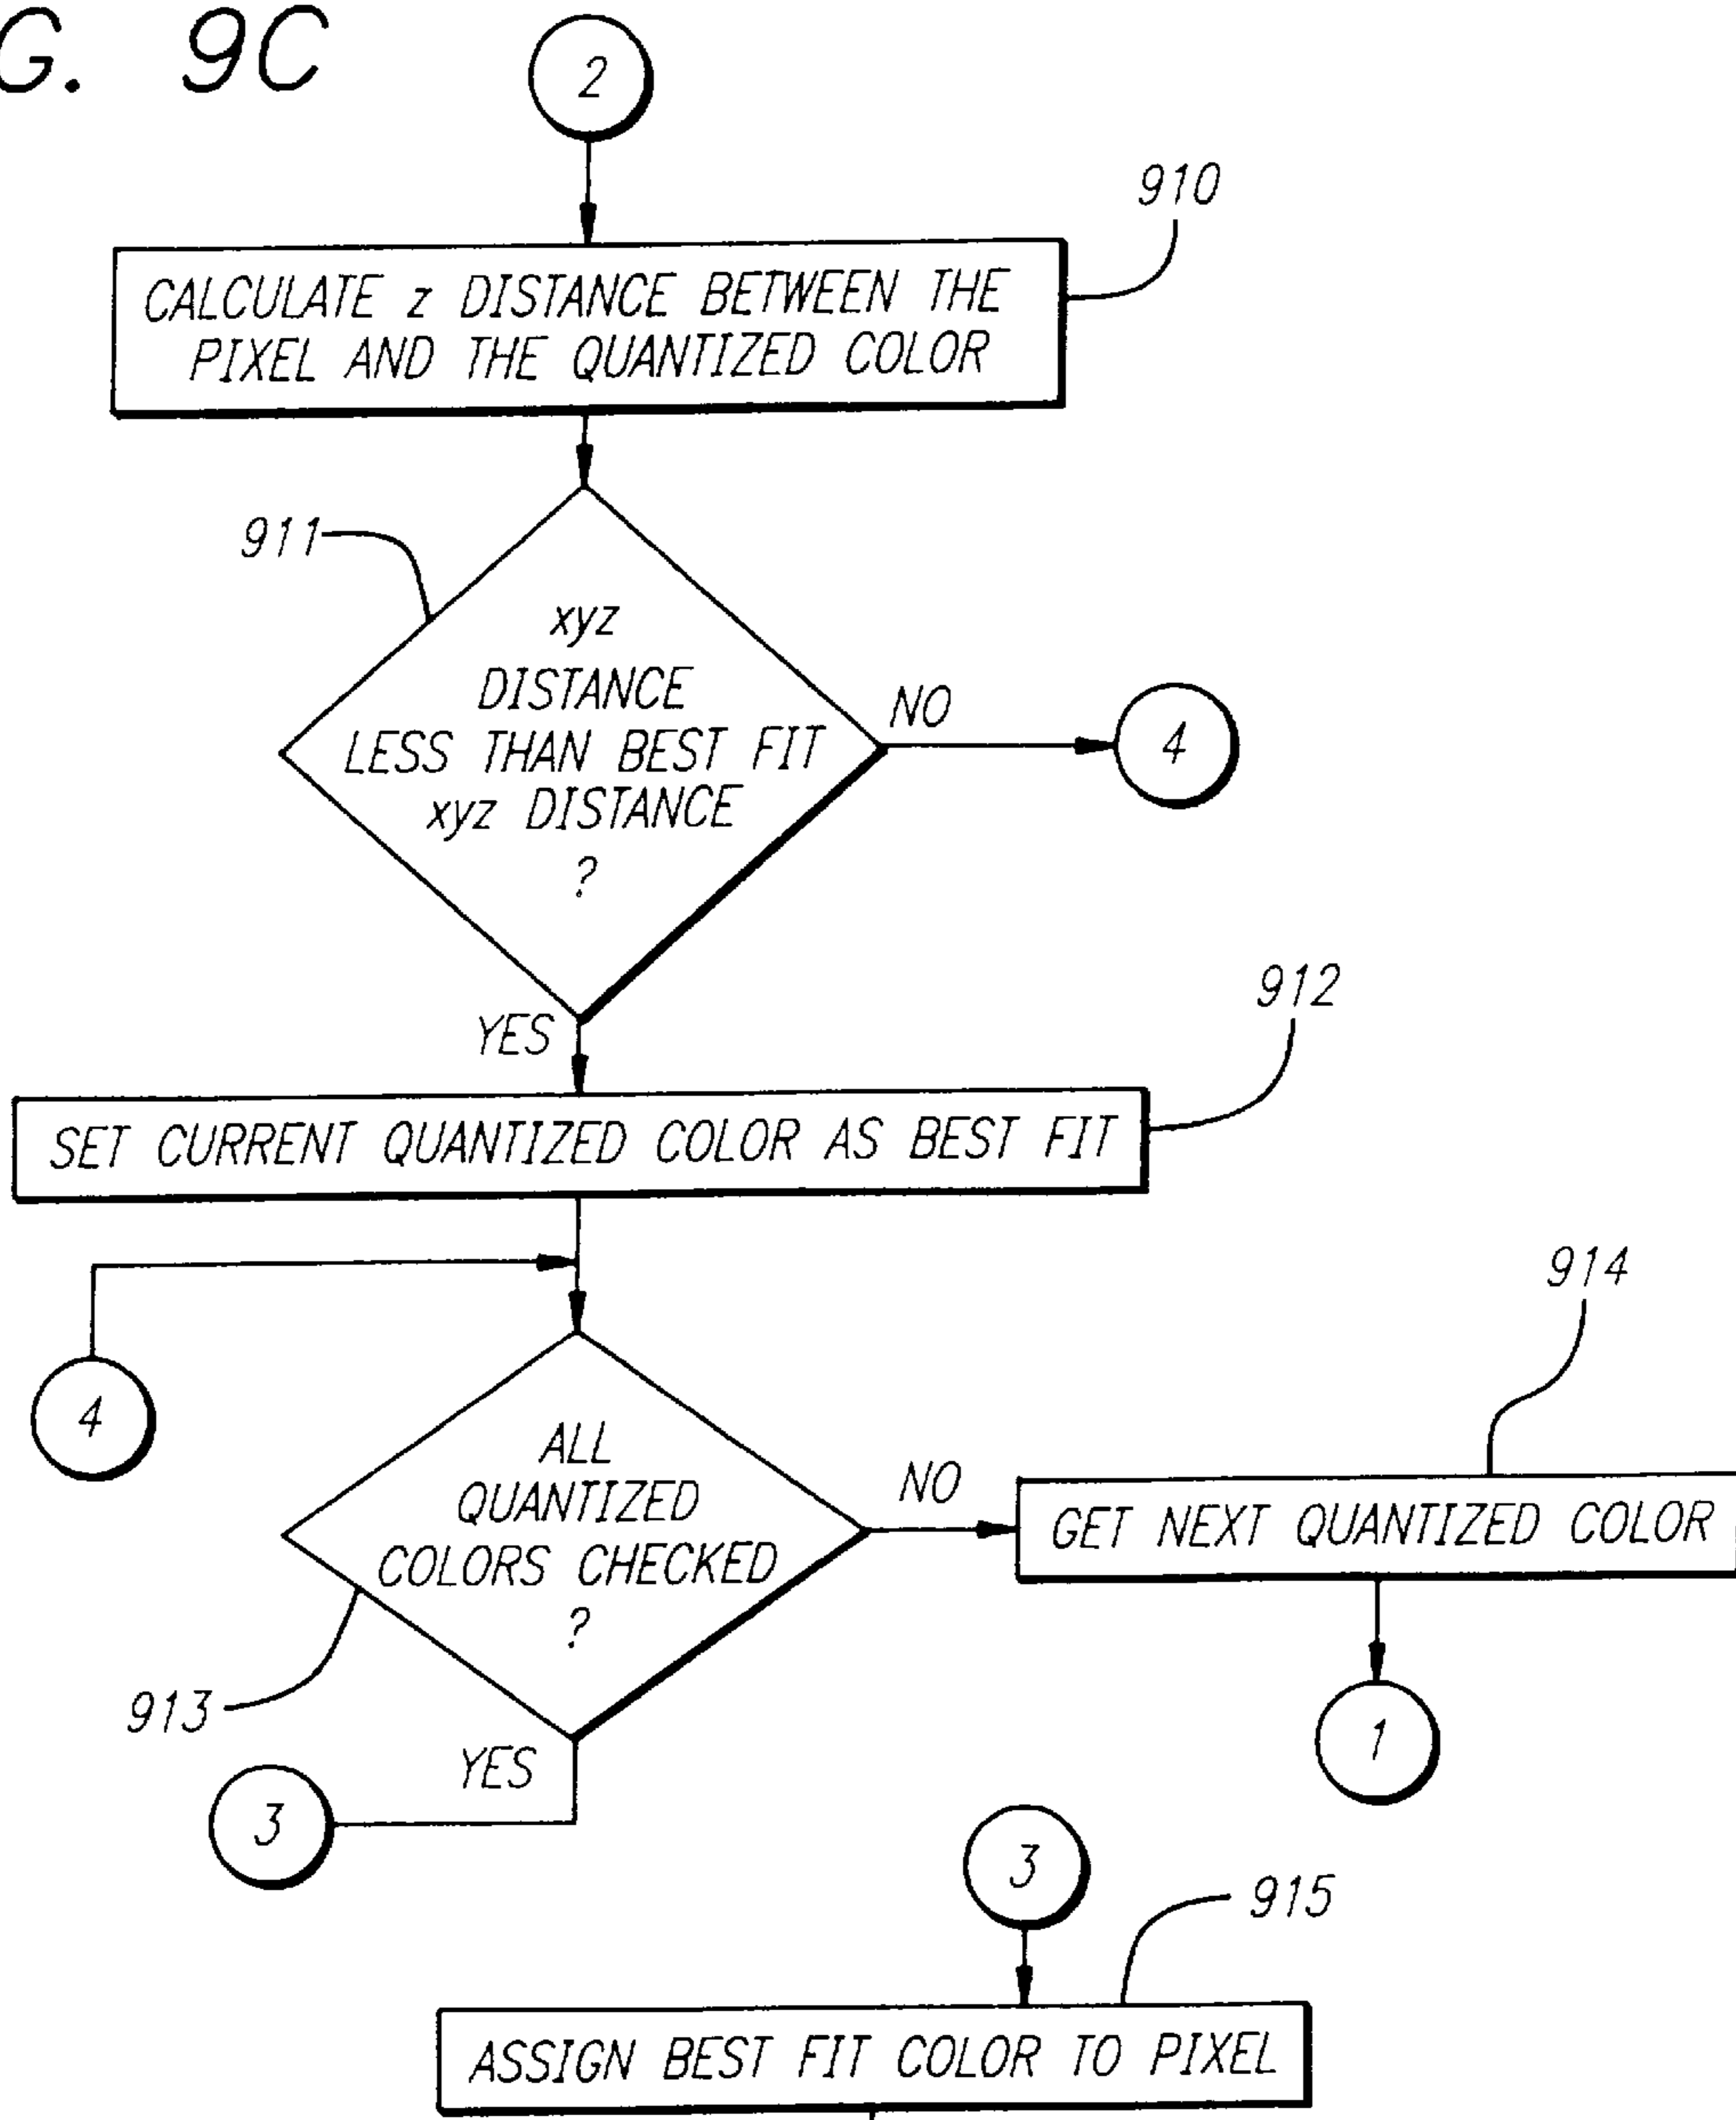 G. 9C
2
910
CALCULATE z DISTANCE BETWEEN THE
PIXEL AND THE QUANTIZED COLOR
911
xyz
DISTANCE
LESS THAN BEST FIT
xyz DISTANCE
?
NO
4
YES
912
SET CURRENT QUANTIZED COLOR AS BEST FIT
914
4
ALL
QUANTIZED
COLORS CHECKED
?
NO
GET NEXT QUANTIZED COLOR
913
YES
1
3
3
915
ASSIGN BEST FIT COLOR TO PIXEL